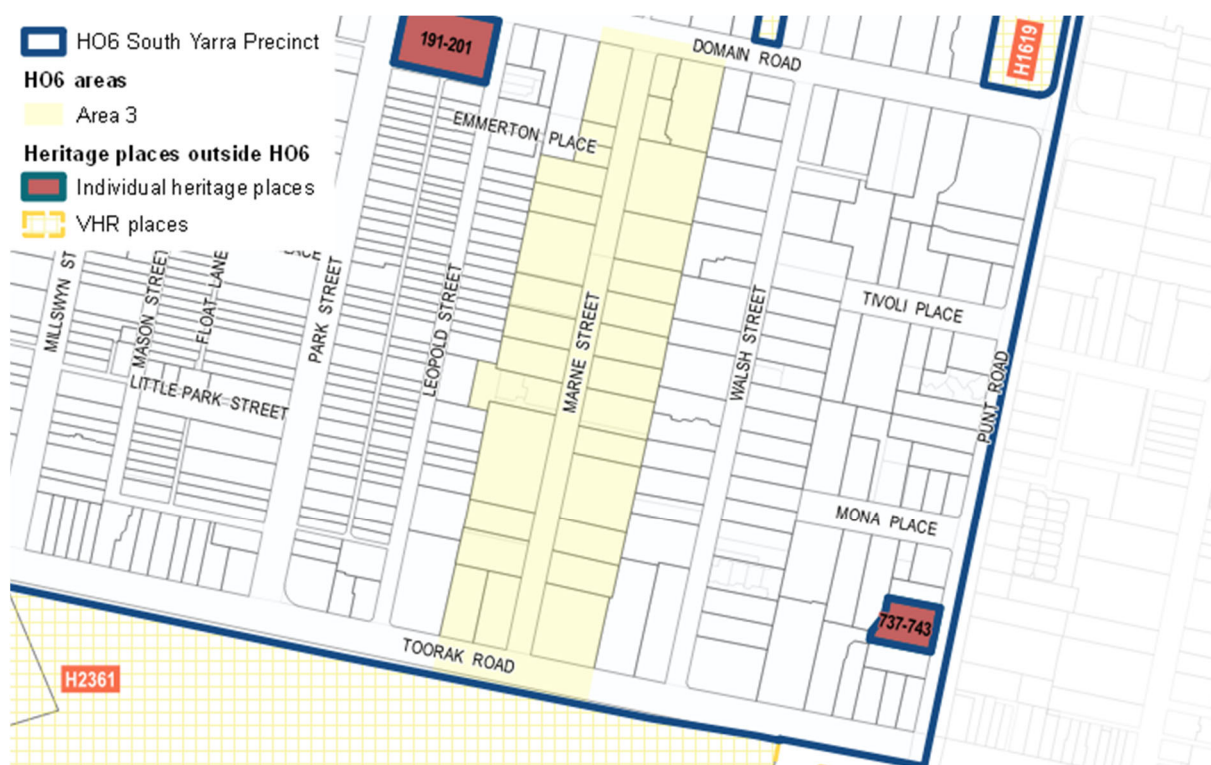 HO6 South Yarra Precinct
HO6 areas
Area 3
Heritage places outside HO6
Individual heritage places
VHR places
191-201
DOMAIN ROAD
H1619
EMMERTON PLACE
MILLSWYN ST
MASON STREET
FLOAT LANE
PARK STREET
LEOPOLD STREET
MARNE STREET
WALSH STREET
TIVOLI PLACE
PUNT ROAD
LITTLE PARK STREET
MONA PLACE
737-743
TOORAK ROAD
H2361